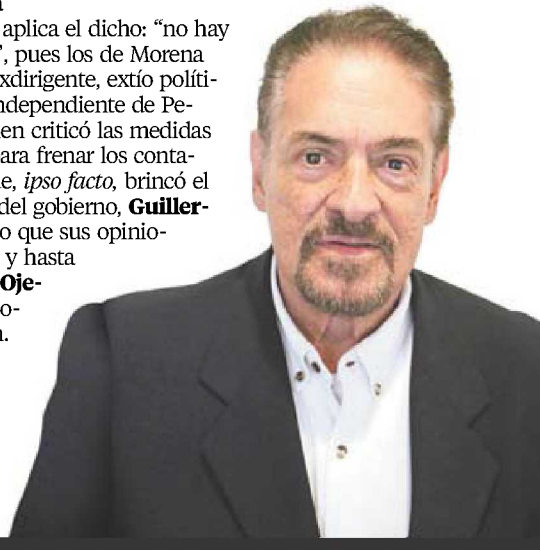 aplica el dicho: “no hay
”, pues los de Morena
xdirigente, extío políti-
ndependiente de Pe-
en criticó las medidas
ara frenar los conta-
e, ipso facto, brincó el
del gobierno, Guiller-
o que sus opinio-
y hasta
Oje-
o-